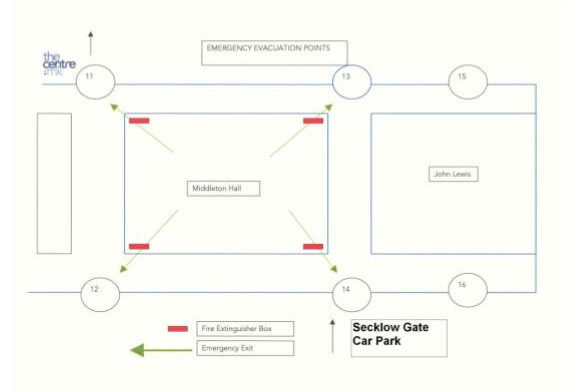 EMERGENCY EVACUATION POINTS
the
centre
:mk
11
13
15
Middleton Hall
John Lewis
12
14
16
Fire Extinguisher Box
Emergency Exit
Secklow Gate
Car Park